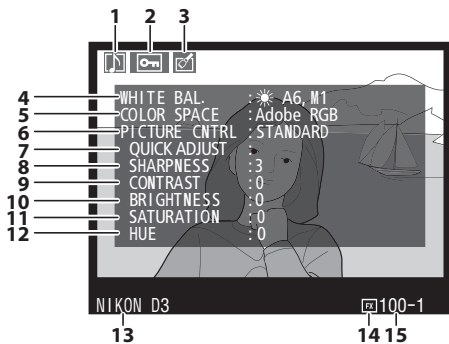 1 2 3
4 WHITE BAL. : A6, M1
5 COLOR SPACE :Adobe RGB
6 PICTURE CNTRL :STANDARD
7 QUICK ADJUST :
8 SHARPNESS :3
9 CONTRAST :0
10 BRIGHTNESS :0
11 SATURATION :0
12 HUE :0
NIKON D3 FX 100-1
13 14 15